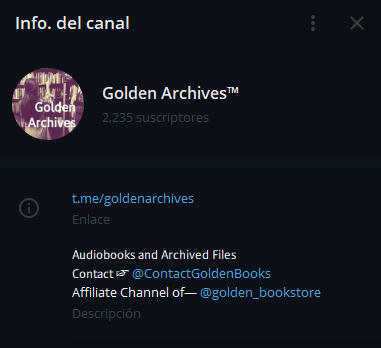 Info. del canal
Golden
Archives
Golden Archives™
2,235 suscriptores
t.me/goldenarchives
Enlace
Audiobooks and Archived Files
Contact ☞ @ContactGoldenBooks
Affiliate Channel of— @golden_bookstore
Descripción